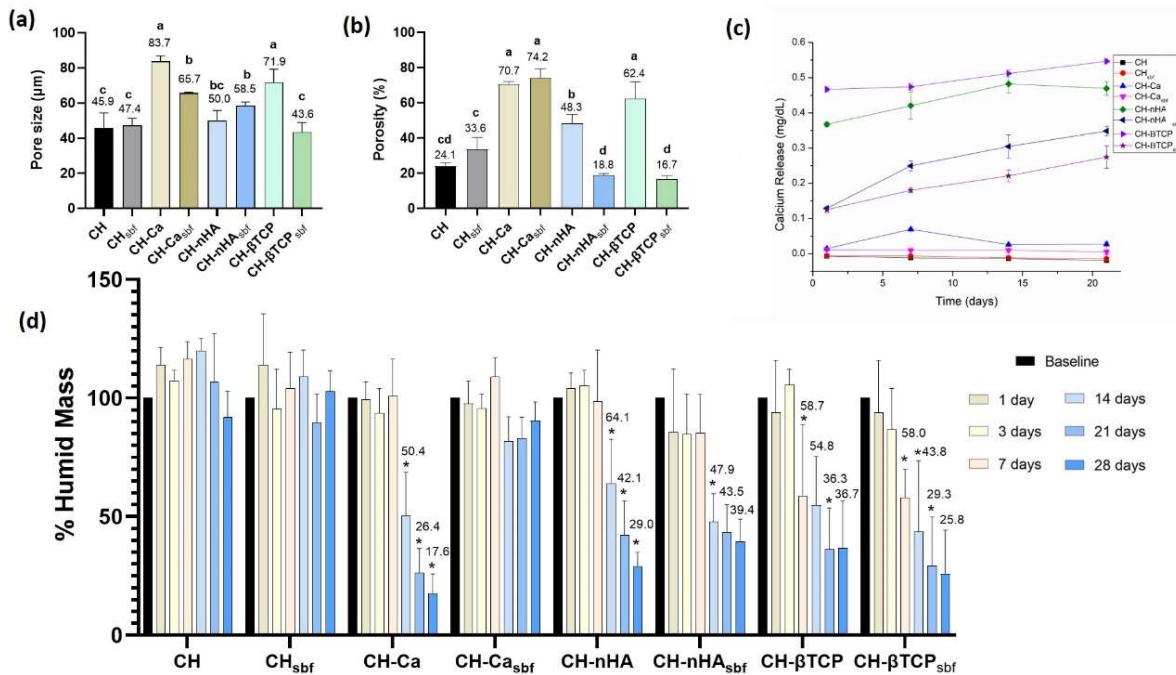 (a)
Pore size (µm)
100
80
60
40
20
0
c
45.9
c
47.4
a
83.7
b
65.7
bc
50.0
b
58.5
a
71.9
c
43.6
CH
CHsbf
CH-Ca
CH-Casbf
CH-nHA
CH-nHAsbf
CH-βTCP
CH-βTCPsbf
(b)
Porosity (%)
100
80
60
40
20
0
cd
24.1
c
33.6
a
70.7
a
74.2
b
48.3
d
18.8
a
62.4
d
16.7
CH
CHsbf
CH-Ca
CH-Casbf
CH-nHA
CH-nHAsbf
CH-βTCP
CH-βTCPsbf
(c)
Calcium Release (mg/dL)
0.6
0.5
0.4
0.3
0.2
0.1
0.0
0 5 10 15 20
Time (days)
CH
CHsbf
CH-Ca
CH-Casbf
CH-nHA
CH-nHA
CH-βTCP
CH-βTCP
(d)
% Humid Mass
150
100
50
0
*
50.4
*
26.4
*
17.6
*
64.1
*
42.1
*
29.0
*
47.9
*
43.5
39.4
58.7
*
54.8
36.3
*
36.7
58.0
*
*
43.8
29.3
*
25.8
CH
CHsbf
CH-Ca
CH-Casbf
CH-nHA
CH-nHAsbf
CH-βTCP
CH-βTCPsbf
Baseline
1 day
3 days
7 days
14 days
21 days
28 days